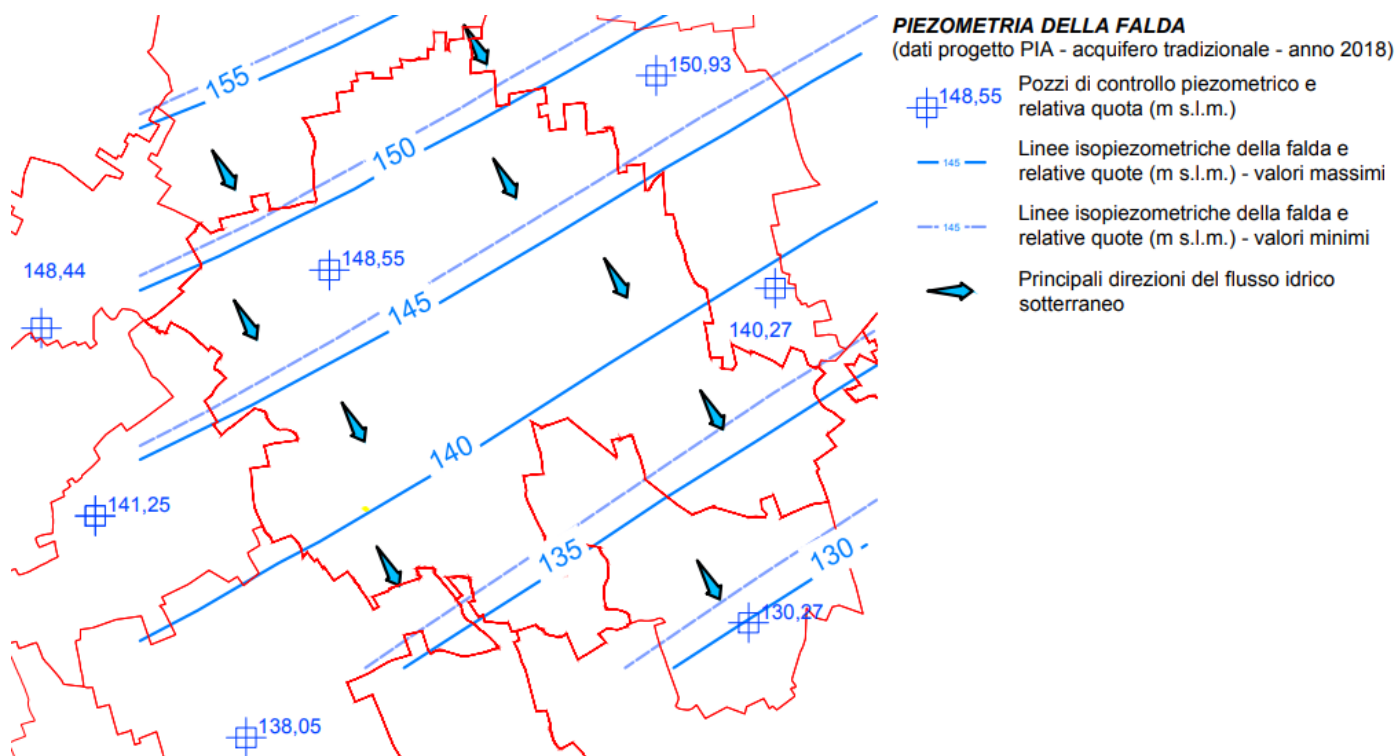 155
150,93
150
148,44
148,55
145
140,27
140
141,25
135
130
130,27
138,05
PIEZOMETRIA DELLA FALDA
(dati progetto PIA - acquifero tradizionale - anno 2018)
148,55
Pozzi di controllo piezometrico e
relativa quota (m s.l.m.)
145
Linee isopiezometriche della falda e
relative quote (m s.l.m.) - valori massimi
145
Linee isopiezometriche della falda e
relative quote (m s.l.m.) - valori minimi
Principali direzioni del flusso idrico
sotterraneo